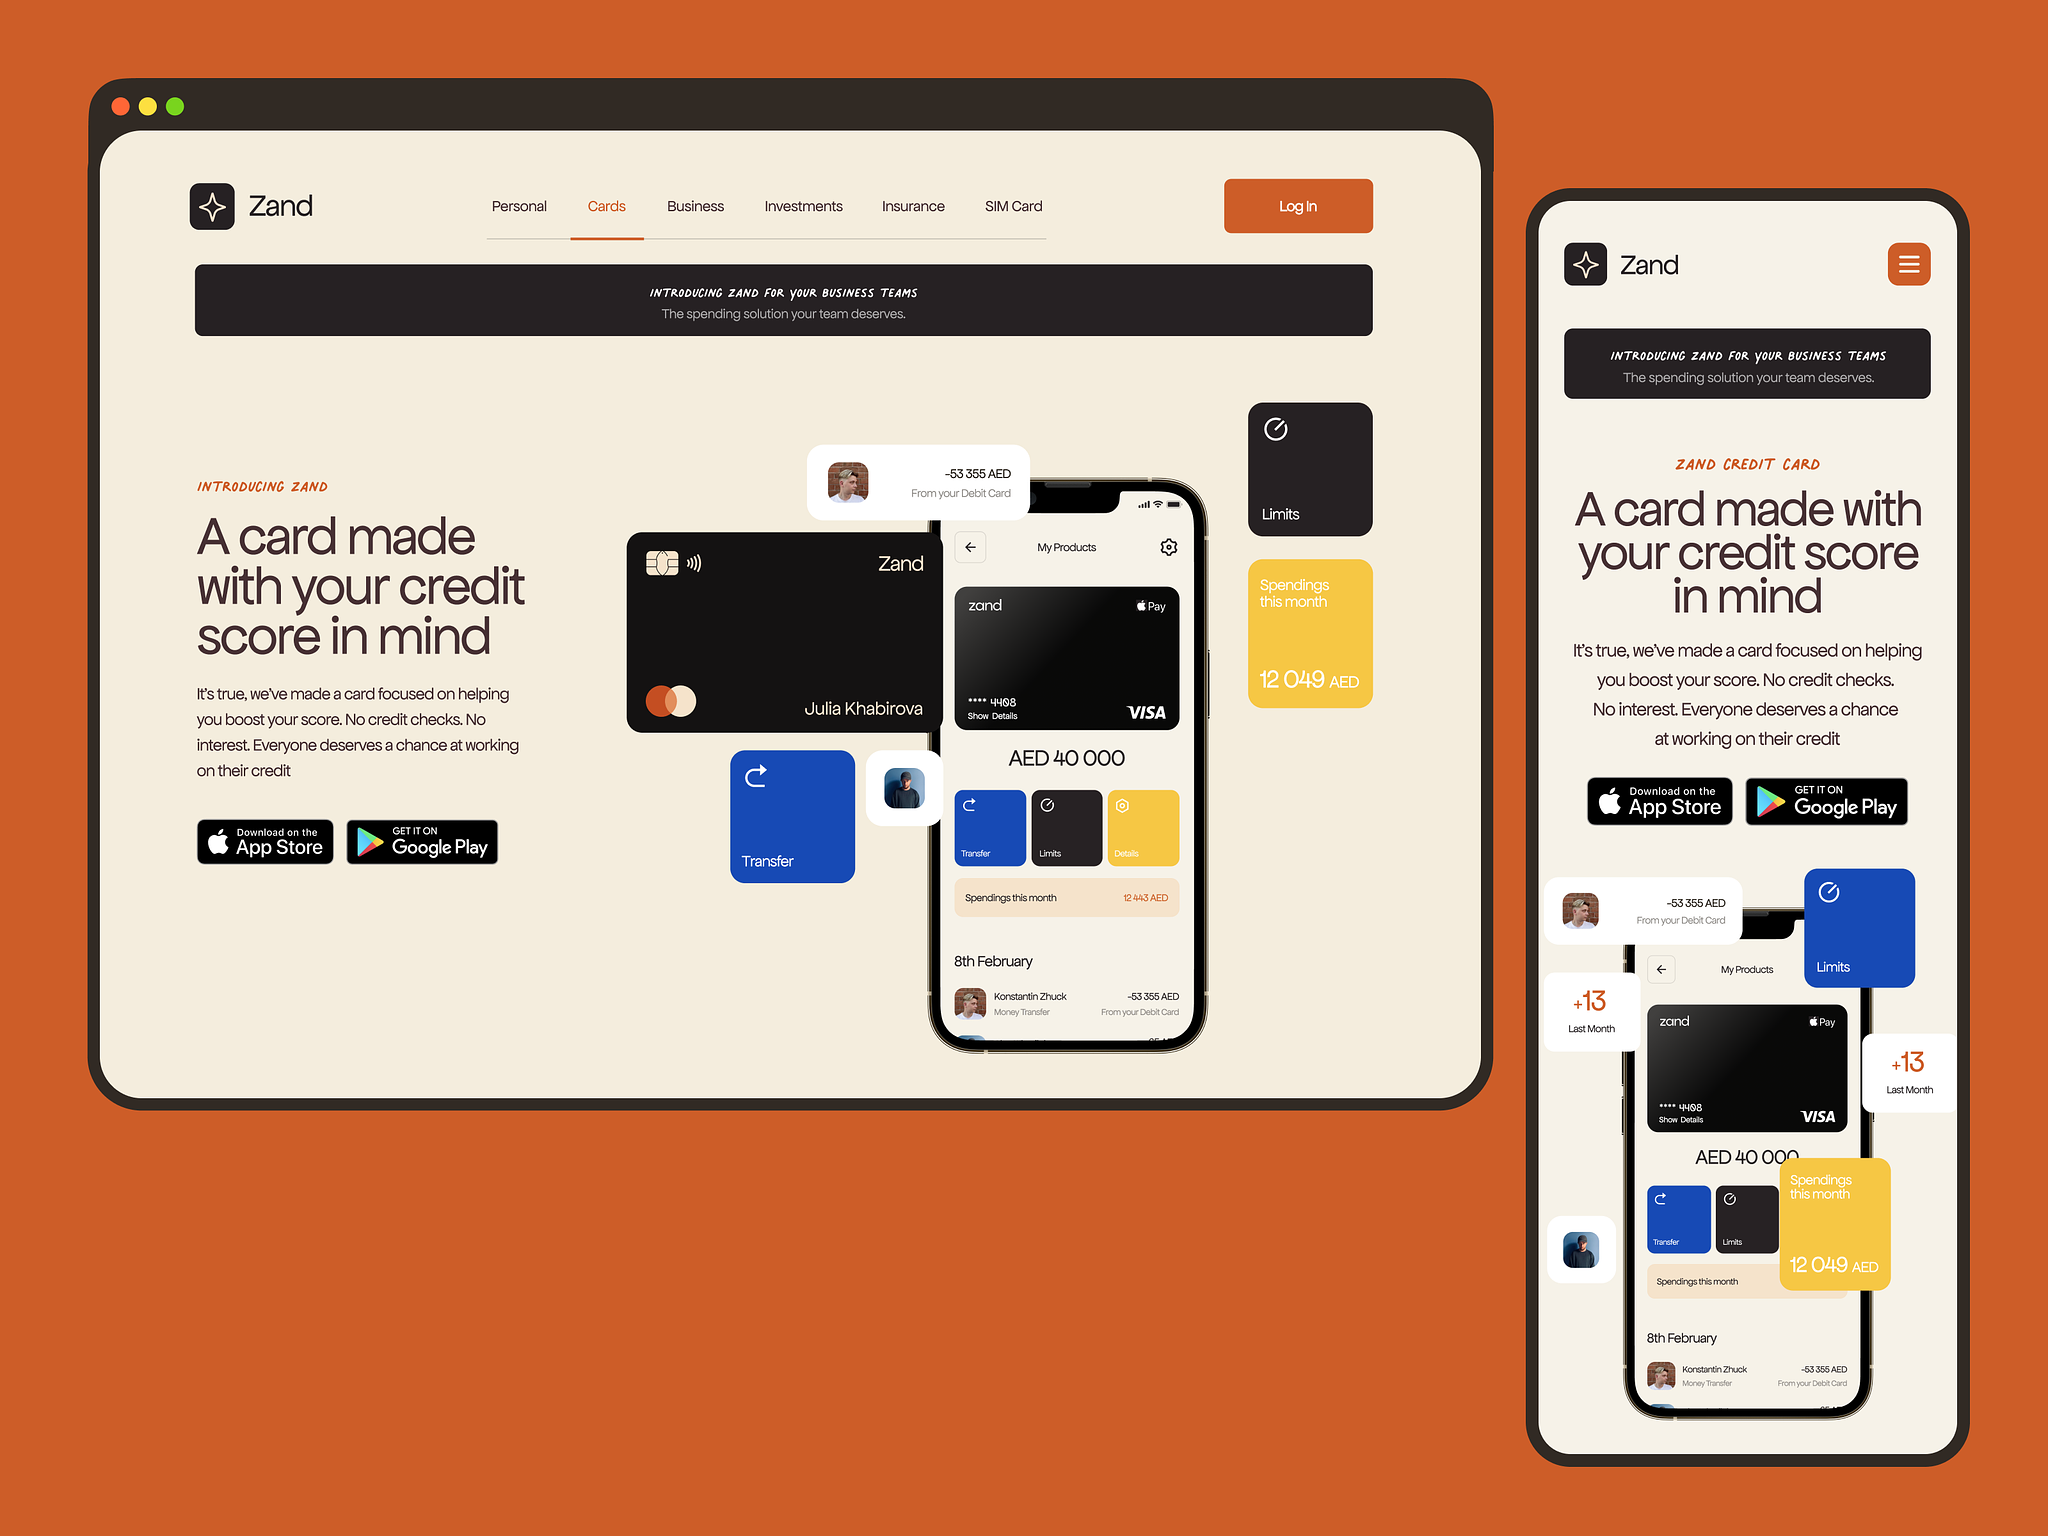 Zand
Personal
Cards
Business
Investments
Insurance
SIM Card
Log In
INTRODUCING ZAND FOR YOUR BUSINESS TEAMS
The spending solution your team deserves.
INTRODUCING ZAND
A card made
with your credit
score in mind
It's true, we've made a card focused on helping
you boost your score. No credit checks. No
interest. Everyone deserves a chance at working
on their credit
Download on the
App Store
GET IT ON
Google Play
-53 355 AED
From your Debit Card
Zand
Julia Khabirova
Transfer
My Products
zand
Pay
**** 4408
Show Details
VISA
AED 40 000
Transfer
Limits
Details
Spendings this month
12 443 AED
8th February
Konstantin Zhuck
-53 355 AED
Money Transfer
From your Debit Card
Limits
Spendings
this month
12 049 AED
Zand
INTRODUCING ZAND FOR YOUR BUSINESS TEAMS
The spending solution your team deserves.
ZAND CREDIT CARD
A card made with
your credit score
in mind
It's true, we've made a card focused on helping
you boost your score. No credit checks.
No interest. Everyone deserves a chance
at working on their credit
Download on the
App Store
GET IT ON
Google Play
-53 355 AED
From your Debit Card
Limits
My Products
+13
Last Month
zand
Pay
**** 4408
Show Details
VISA
+13
Last Month
AED 40 000
Transfer
Limits
Spendings
this month
12 049 AED
Spendings this month
8th February
Konstantin Zhuck
-53 355 AED
Money Transfer
From your Debit Card